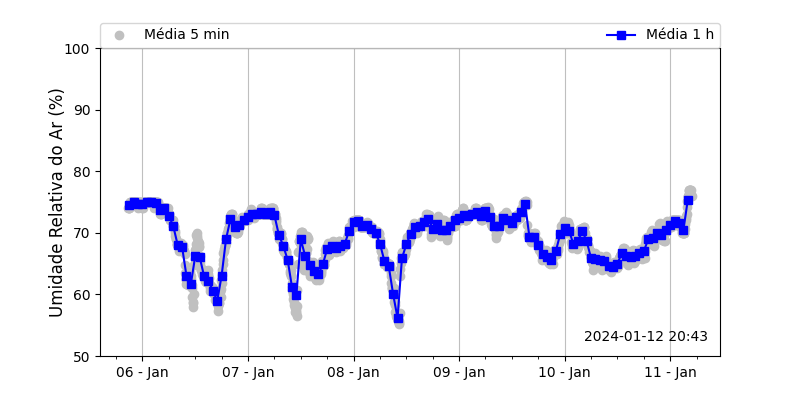 Média 5 min
Média 1 h
Umidade Relativa do Ar (%)
100
90
80
70
60
50
2024-01-12 20:43
06 - Jan
07 - Jan
08 - Jan
09 - Jan
10 - Jan
11 - Jan